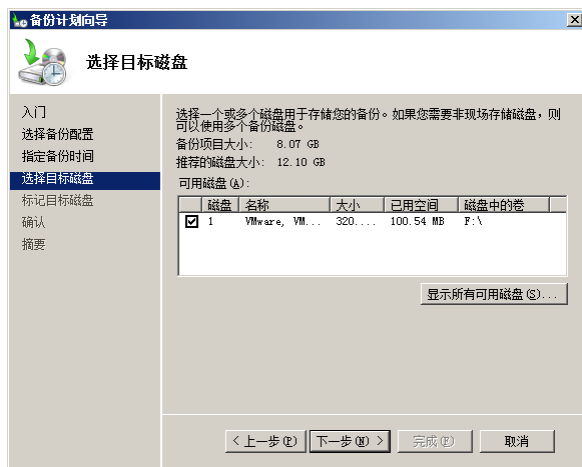 备份计划向导
选择目标磁盘
入门
选择备份配置
指定备份时间
选择目标磁盘
标记目标磁盘
确认
摘要
选择一个或多个磁盘用于存储您的备份。如果您需要非现场存储磁盘，则
可以使用多个备份磁盘。
备份项目大小: 8.07 GB
推荐的磁盘大小: 12.10 GB
可用磁盘(A):
磁盘 名称 大小 已用空间 磁盘中的卷
1 VMware, VM... 320.... 100.54 MB F:\
显示所有可用磁盘(S)...
< 上一步(P) 下一步(N) > 完成(F) 取消